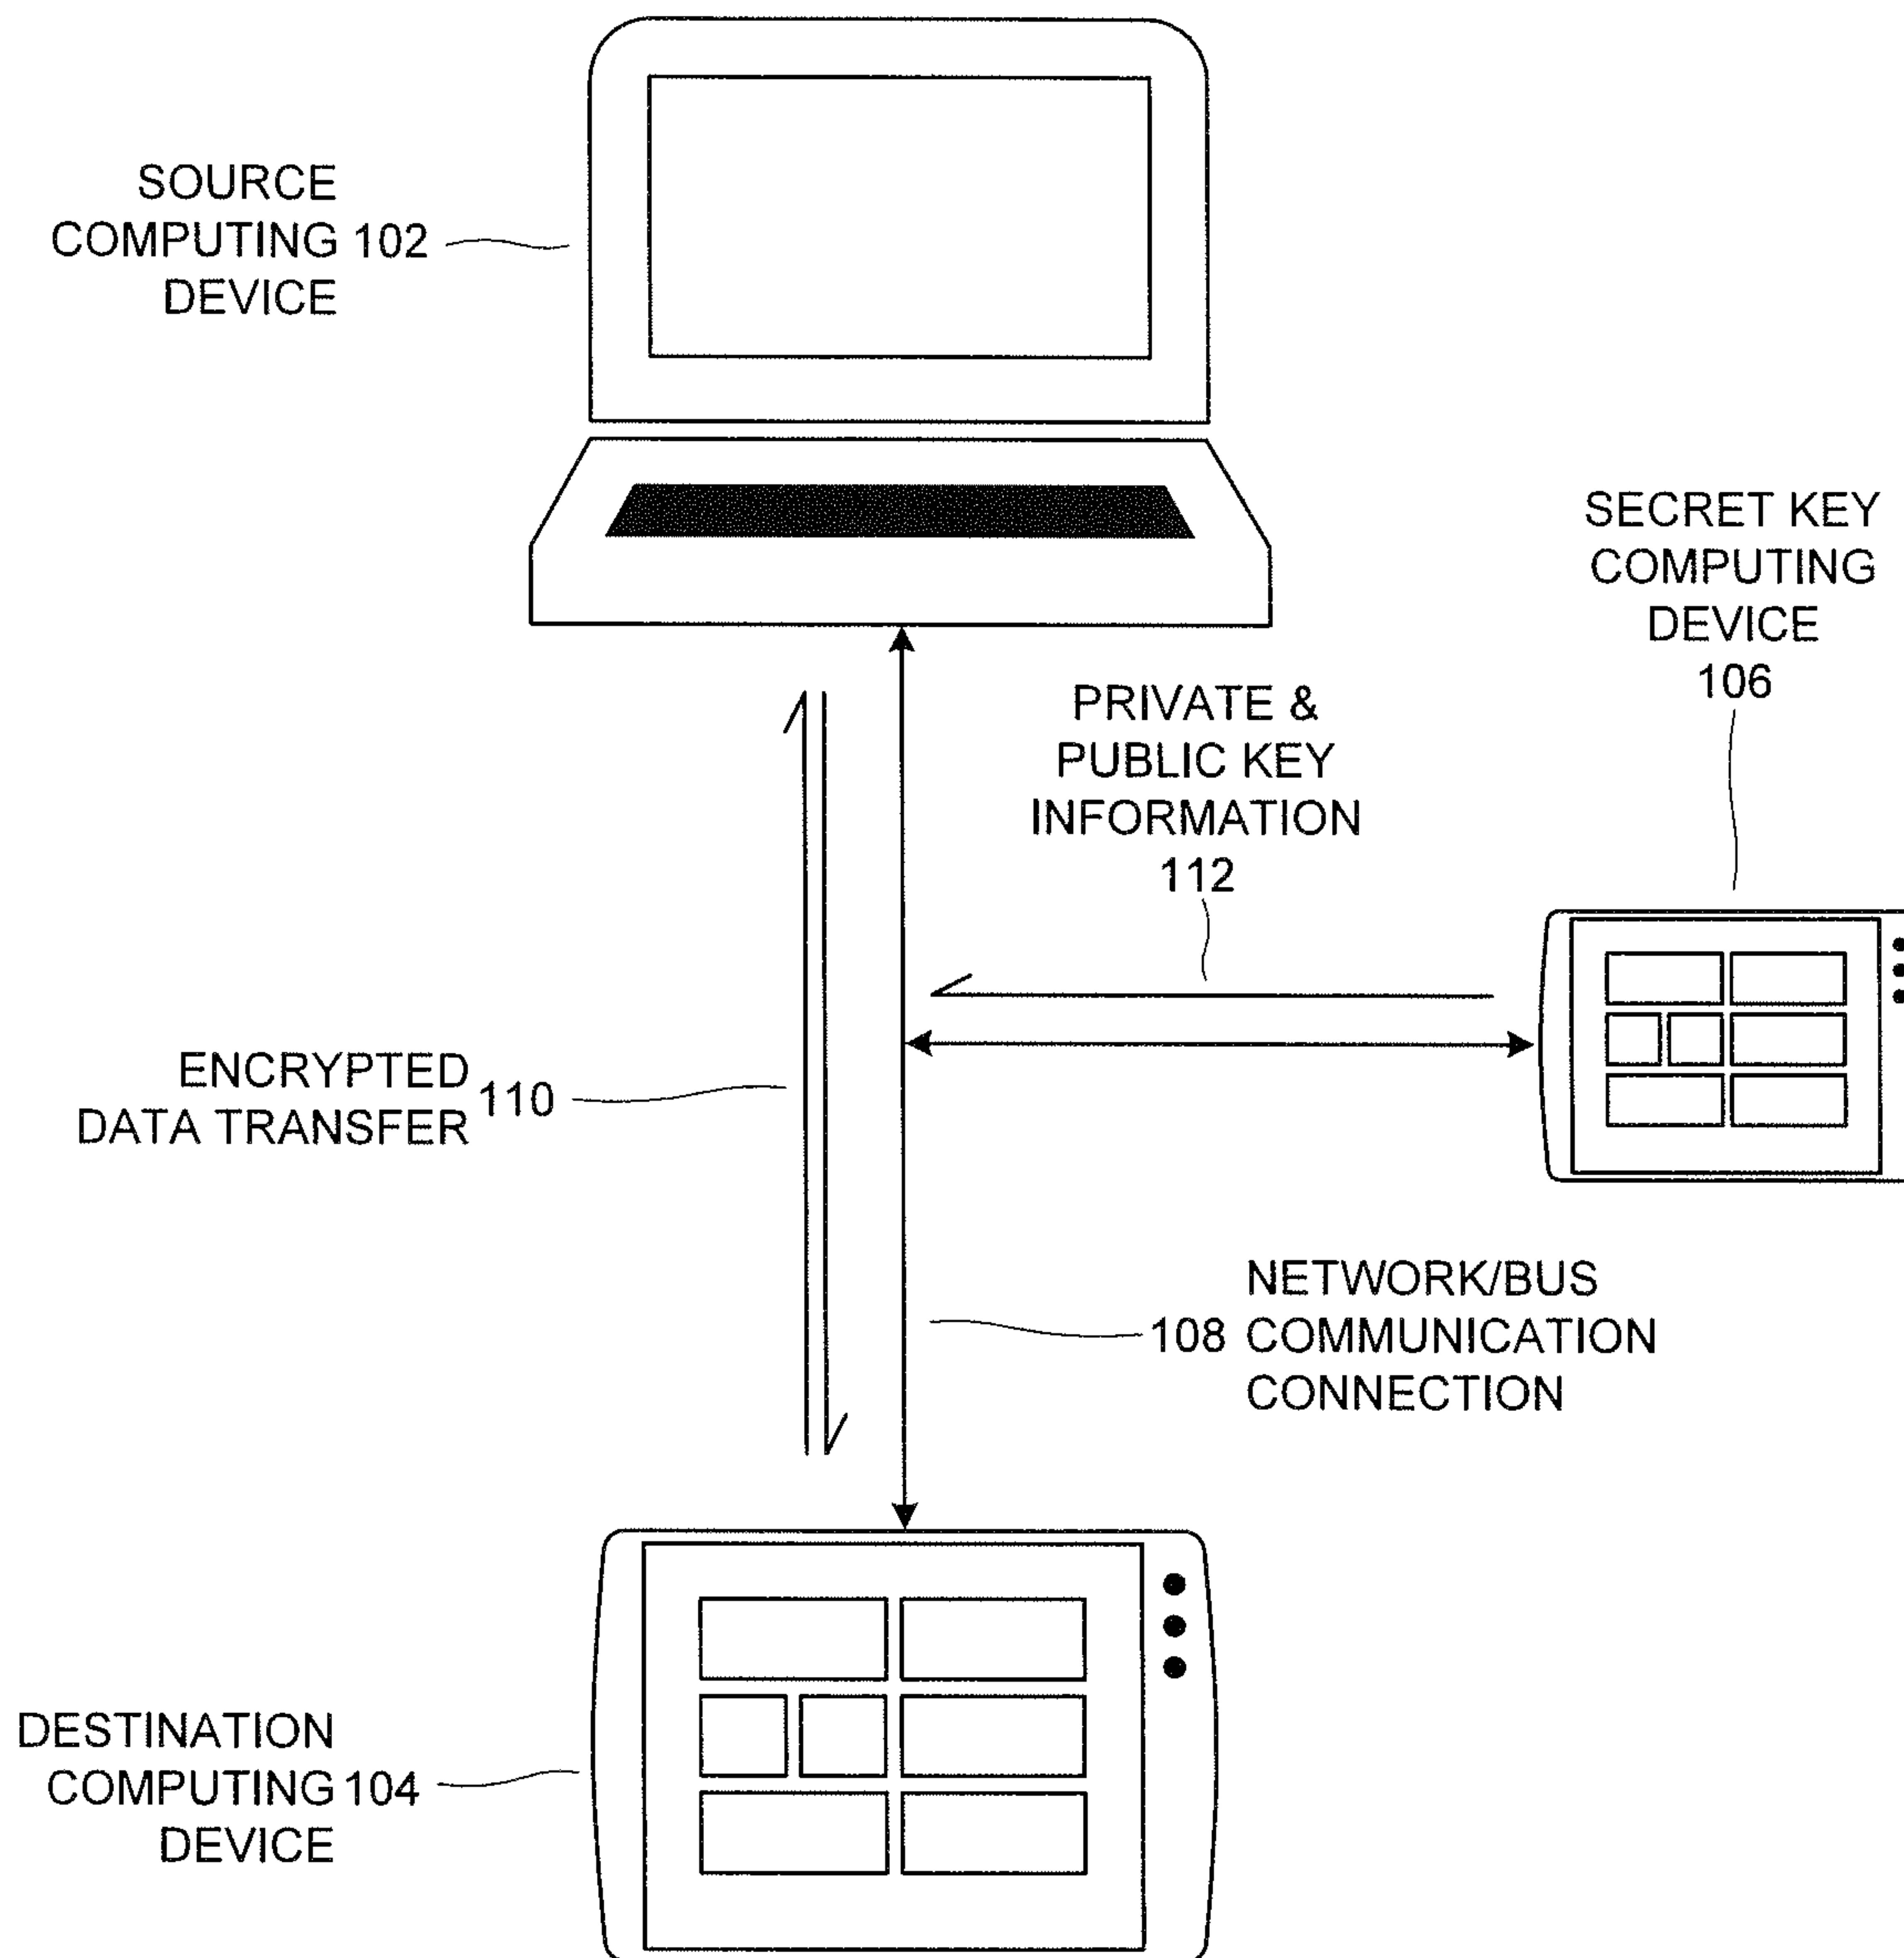 SOURCE
COMPUTING 102
DEVICE
SECRET KEY
COMPUTING
DEVICE
106
PRIVATE &
PUBLIC KEY
INFORMATION
112
ENCRYPTED
DATA TRANSFER 110
NETWORK/BUS
108 COMMUNICATION
CONNECTION
DESTINATION
COMPUTING 104
DEVICE